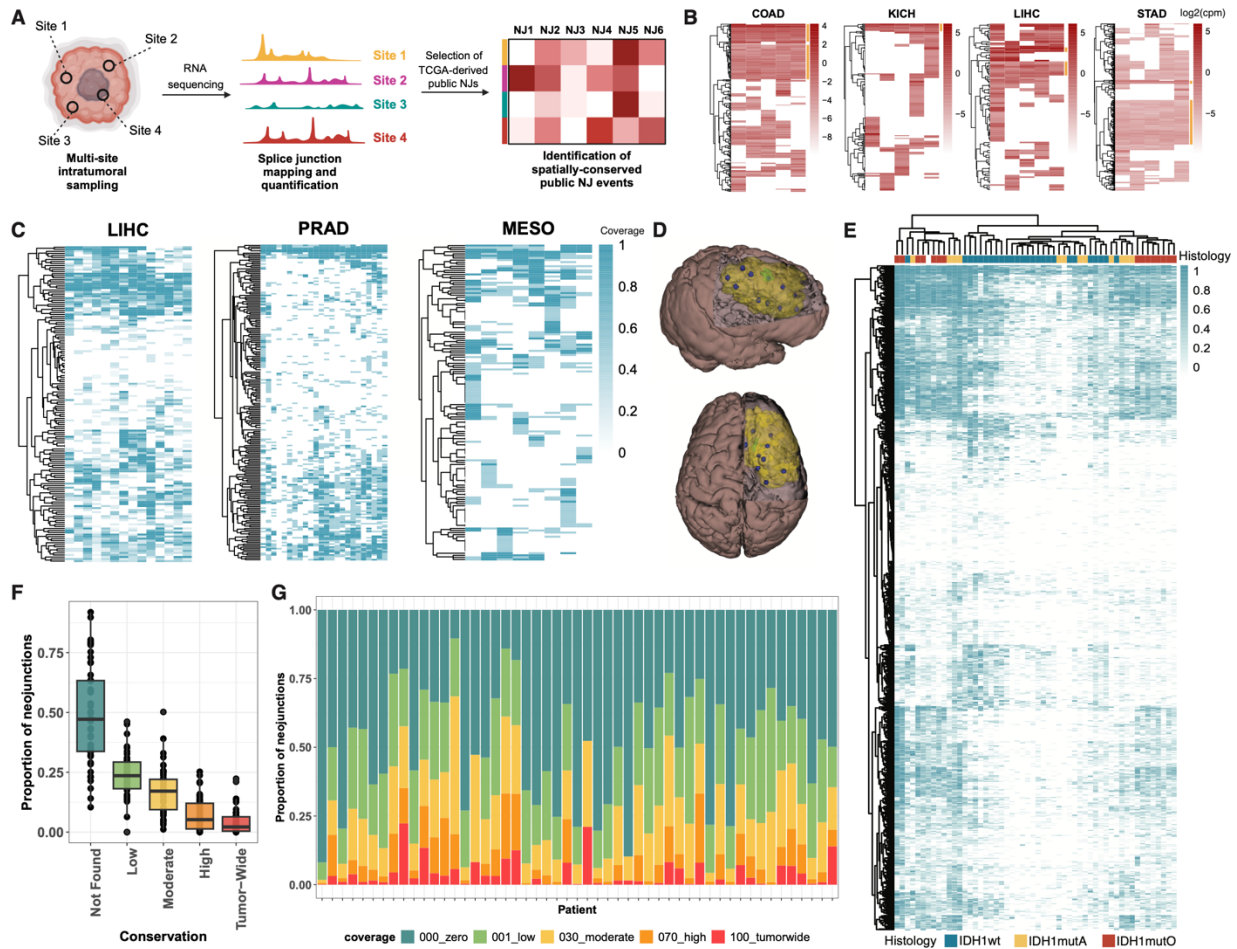 A
Site 1
Site 2
Site 3
Site 4
Multi-site
intratumoral
sampling
RNA
sequencing
Site 1
Site 2
Site 3
Site 4
Splice junction
mapping and
quantification
Selection of
TCGA-derived
public NJs
NJ1 NJ2 NJ3 NJ4 NJ5 NJ6
Identification of
spatially-conserved
public NJ events
B
COAD
4
2
0
−2
−4
−6
−8
KICH
5
0
−5
LIHC
5
0
−5
STAD
log2(cpm)
5
0
−5
C
LIHC
PRAD
MESO
Coverage
1
0.8
0.6
0.4
0.2
0
D
E
Histology
1
0.8
0.6
0.4
0.2
0
Histology IDH1wt IDH1mutA IDH1mutO
F
Proportion of neojunctions
0.75
0.50
0.25
0.00
Not Found
Low
Moderate
High
Tumor-Wide
Conservation
G
Proportion of neojunctions
1.00
0.75
0.50
0.25
0.00
Patient
coverage 000_zero 001_low 030_moderate 070_high 100_tumorwide